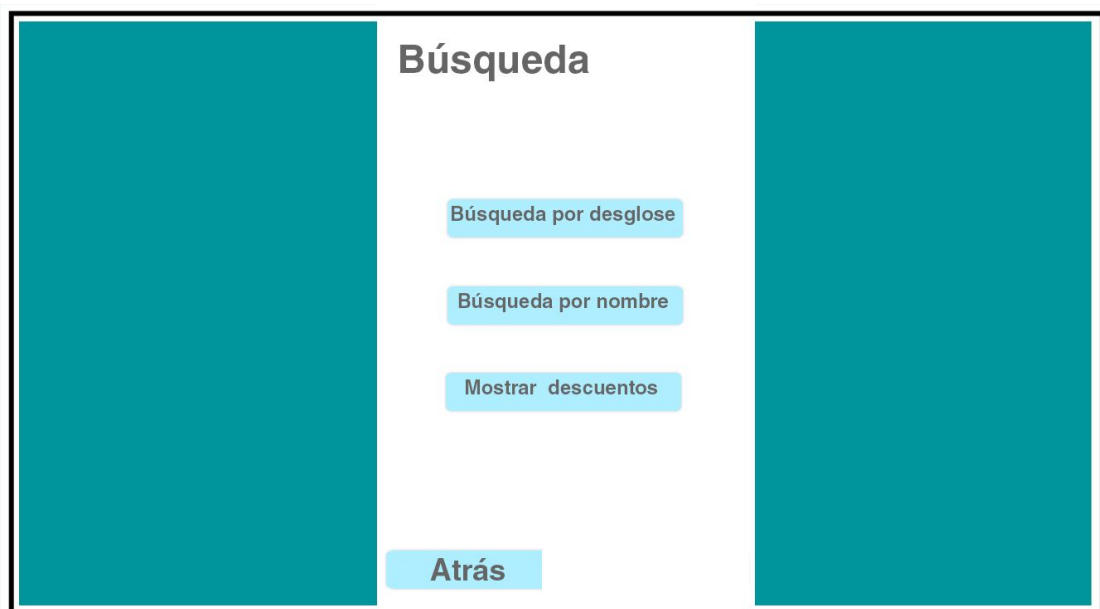 Búsqueda
Búsqueda por desglose
Búsqueda por nombre
Mostrar  descuentos
Atrás